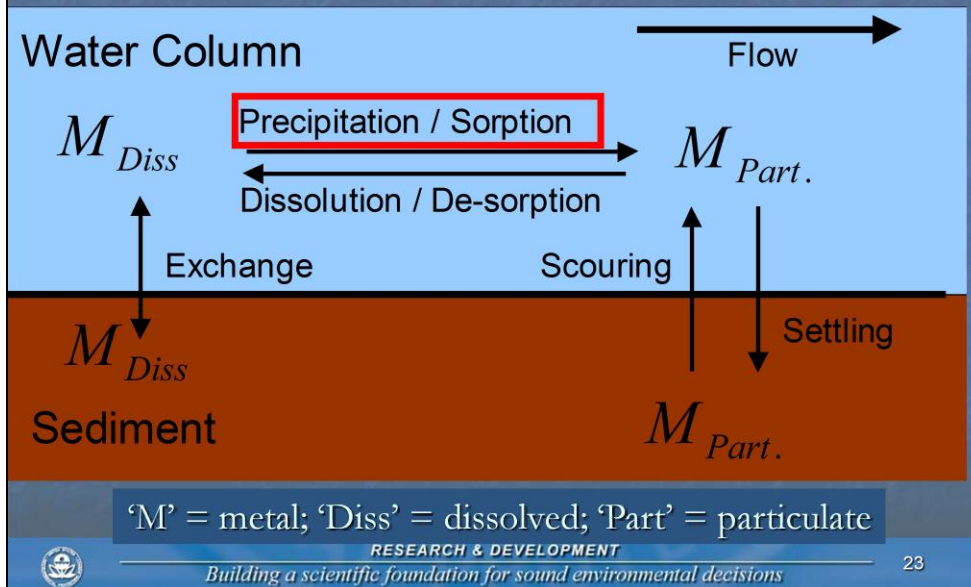 Water Column
Flow
Precipitation / Sorption
M Diss
M Part.
Dissolution / De-sorption
Exchange
Scouring
Settling
M Diss
Sediment
M Part.
‘M’ = metal; ‘Diss’ = dissolved; ‘Part’ = particulate
RESEARCH & DEVELOPMENT
Building a scientific foundation for sound environmental decisions
23